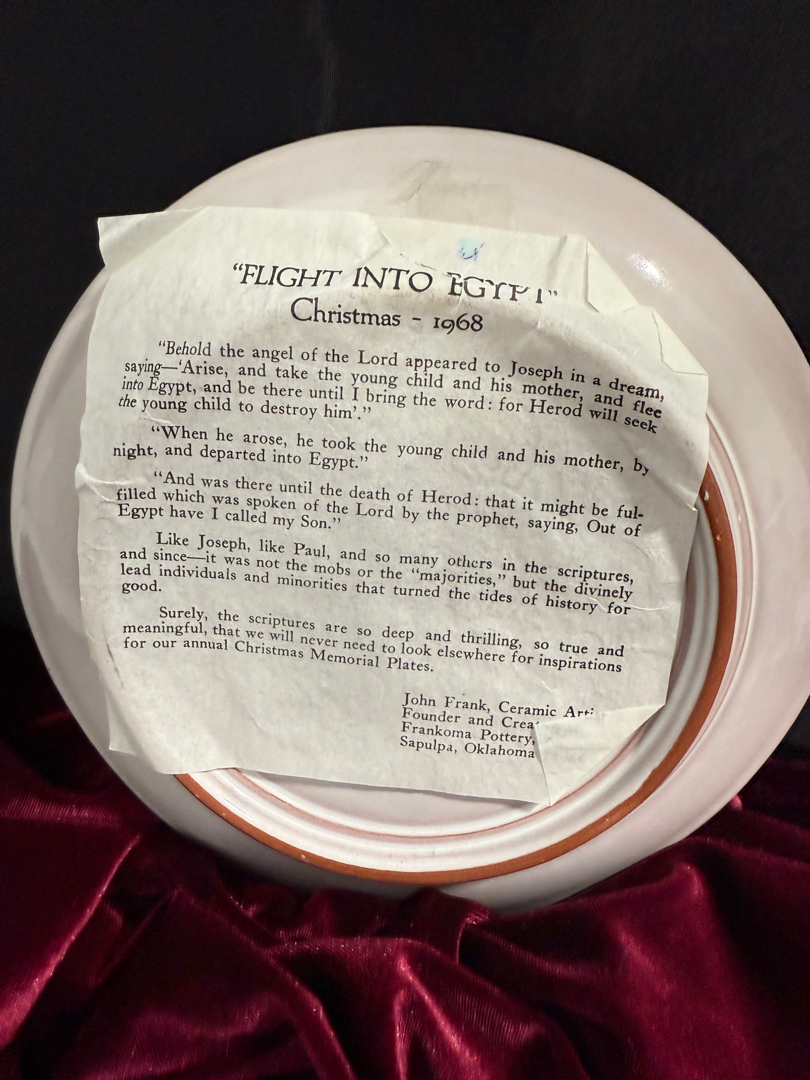 "FLIGHT INTO EGYPT"
Christmas - 1968
"Behold the angel of the Lord appeared to Joseph in a dream,
saying—'Arise, and take the young child and his mother, and flee
into Egypt, and be there until I bring the word: for Herod will seek
the young child to destroy him'."
"When he arose, he took the young child and his mother, by
night, and departed into Egypt."
"And was there until the death of Herod: that it might be ful-
filled which was spoken of the Lord by the prophet, saying, Out of
Egypt have I called my Son."
Like Joseph, like Paul, and so many others in the scriptures,
and since—it was not the mobs or the "majorities," but the divinely
lead individuals and minorities that turned the tides of history for
good.
Surely, the scriptures are so deep and thrilling, so true and
meaningful, that we will never need to look elsewhere for inspirations
for our annual Christmas Memorial Plates.
John Frank, Ceramic
Founder and
Frankoma Pottery,
Sapulpa, Oklahoma